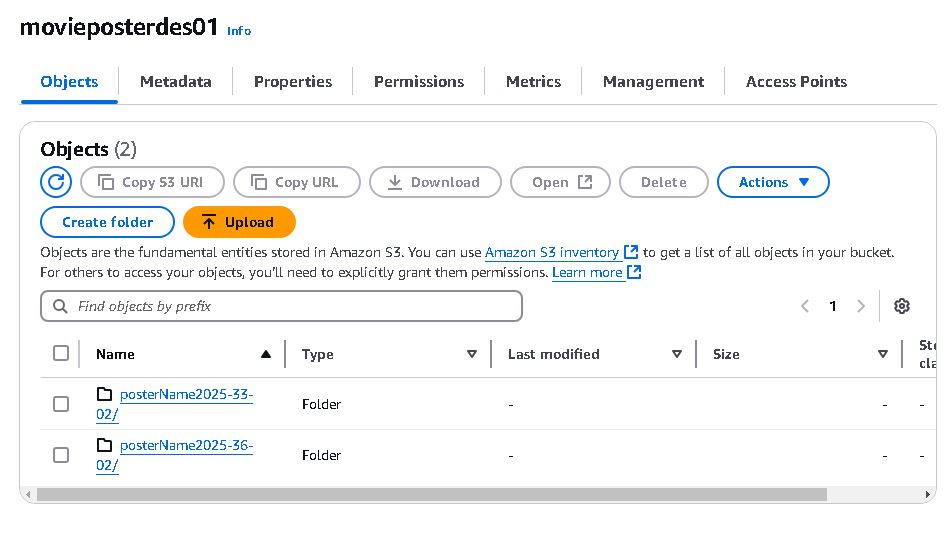 movieposterdes01 Info
Objects Metadata Properties Permissions Metrics Management Access Points
Objects (2)
Copy S3 URI Copy URL Download Open Delete Actions
Create folder Upload
Objects are the fundamental entities stored in Amazon S3. You can use Amazon S3 inventory to get a list of all objects in your bucket.
For others to access your objects, you'll need to explicitly grant them permissions. Learn more
Find objects by prefix 1
Name Type Last modified Size
posterName2025-33-
02/ Folder - - -
posterName2025-36-
02/ Folder - - -